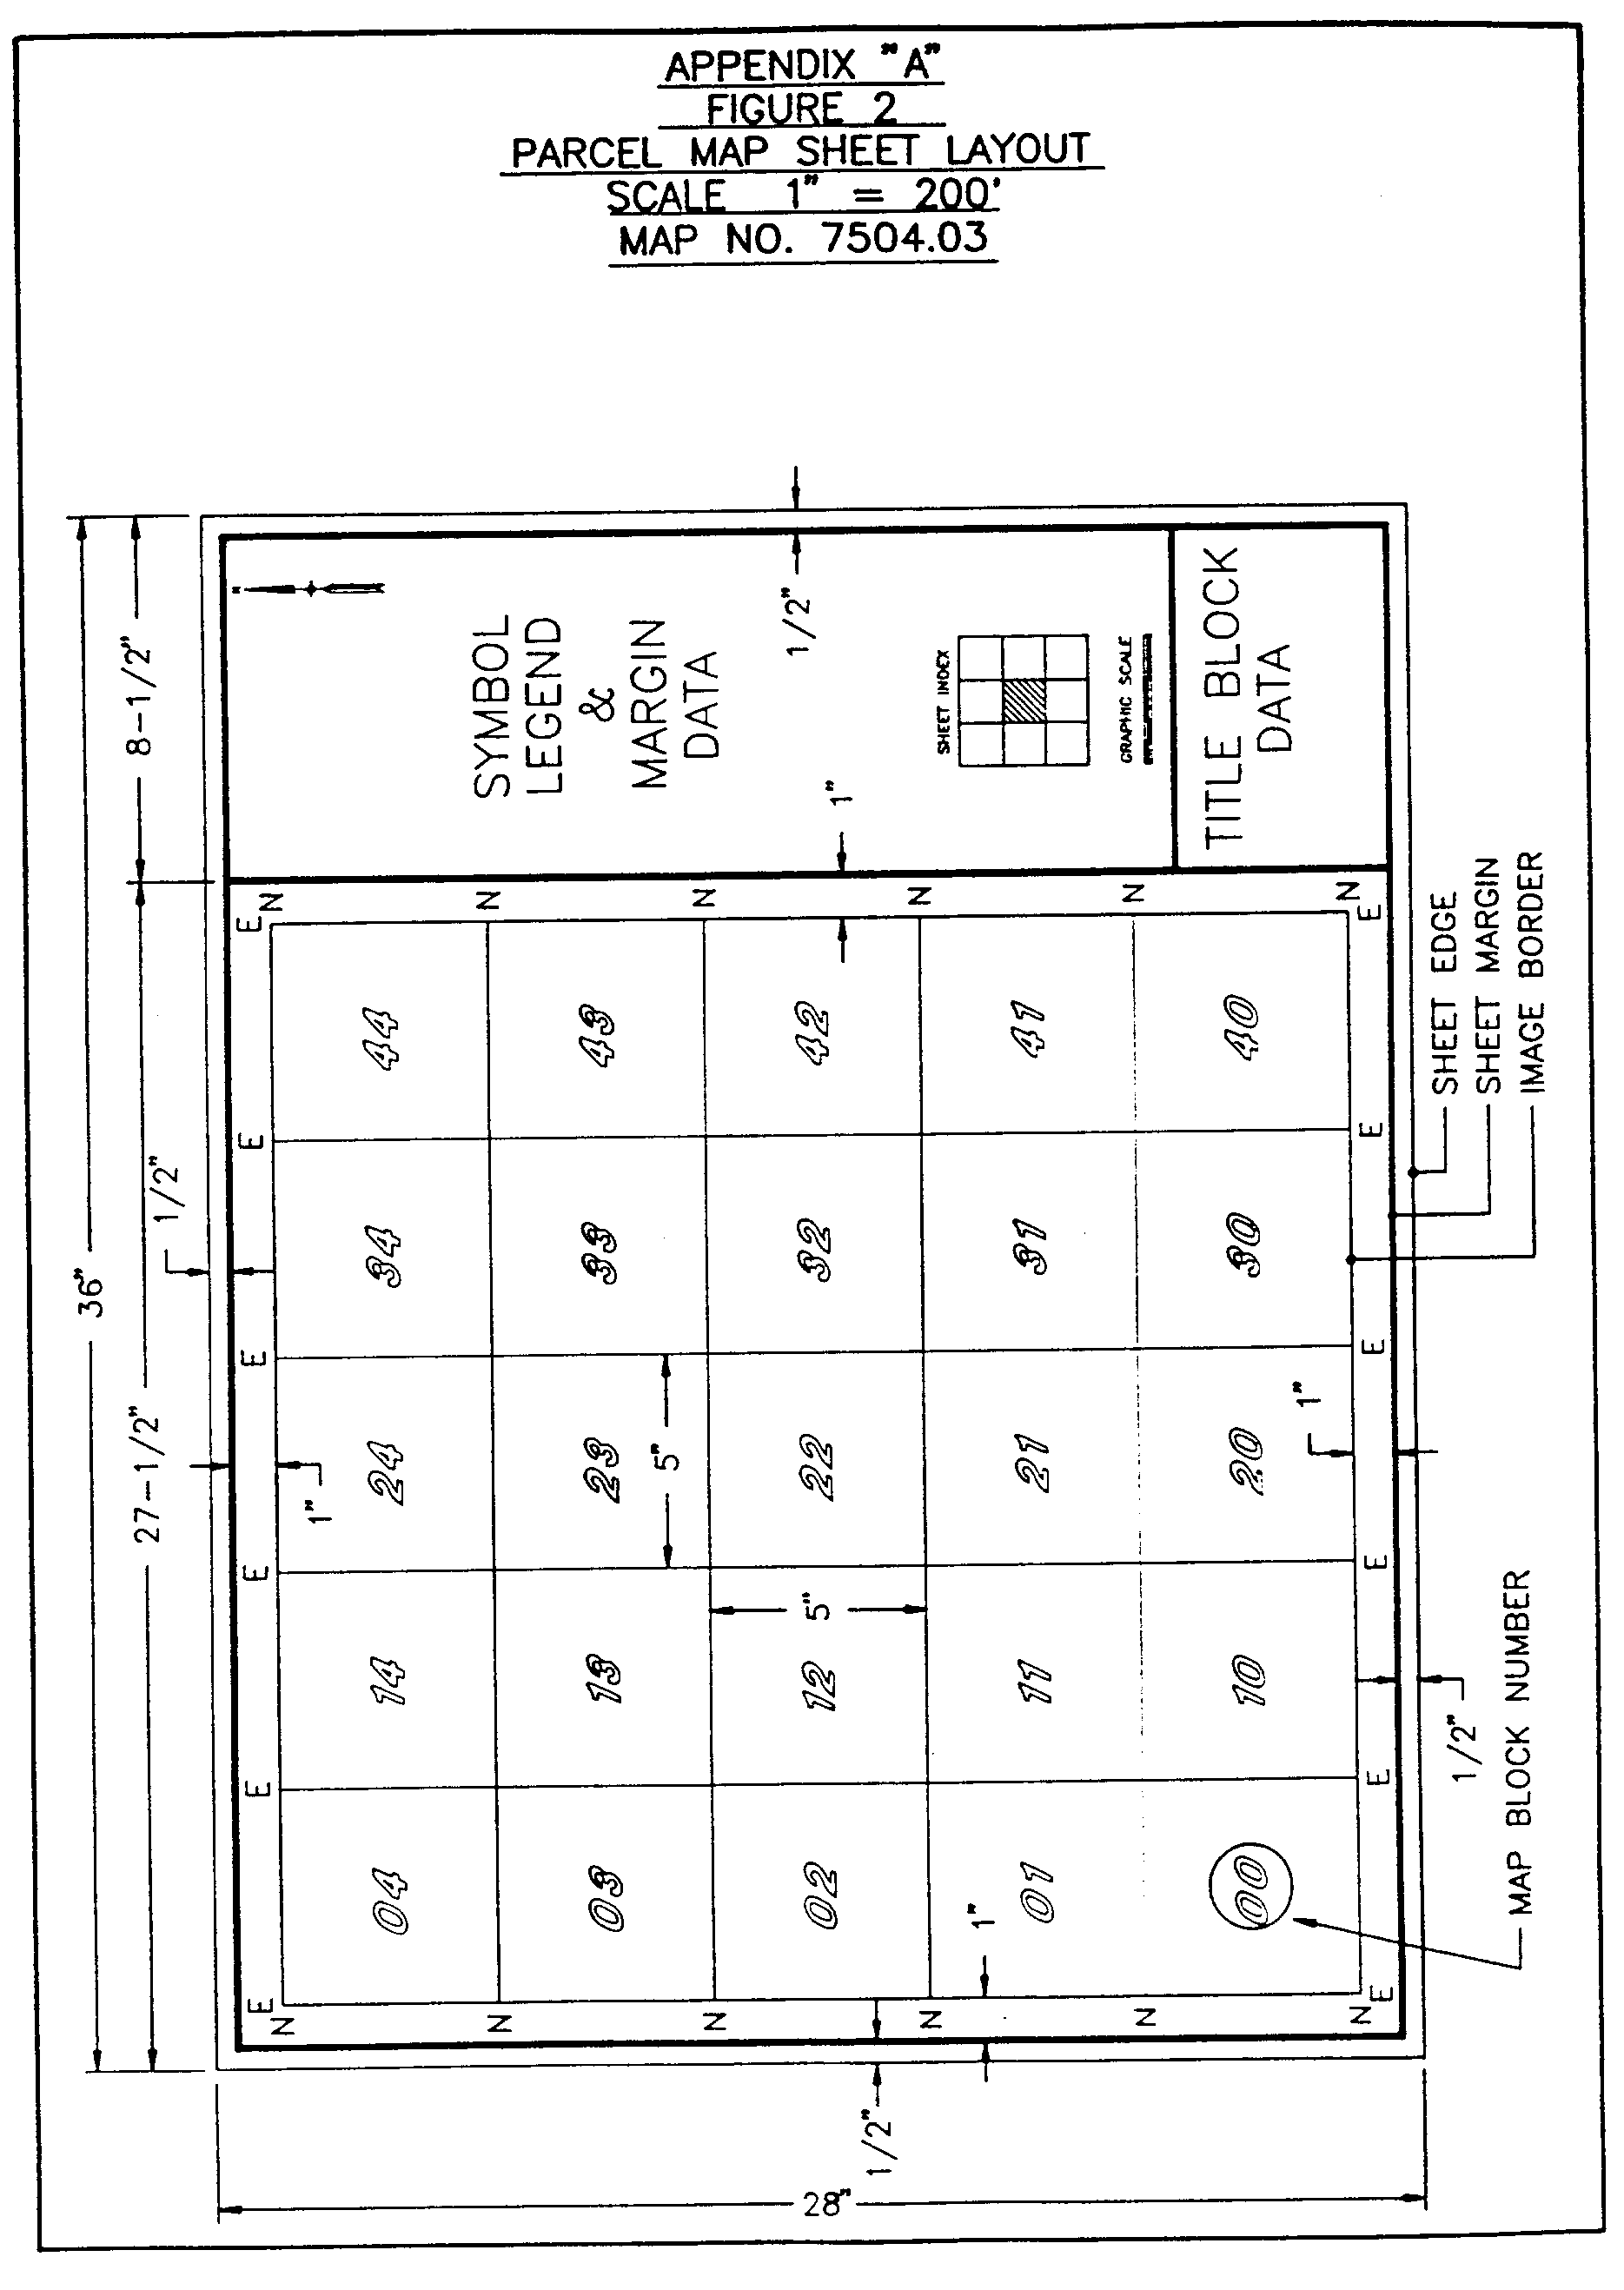 APPENDIX "A"
FIGURE 2
PARCEL MAP SHEET LAYOUT
SCALE 1" = 200'
MAP NO. 7504.03
36"
8-1/2"
27-1/2"
1/2"
1"
SYMBOL
LEGEND
&
MARGIN
DATA
1/2"
1"
SHEET INDEX
GRAPHIC SCALE
TITLE BLOCK
DATA
N N N N N N
E E E E E E
04 14 24 34 44
03 13 23 33 43
02 12 22 32 42
01 11 21 31 41
00 10 20 30 40
5"
5"
1"
1"
E E E E E E
N N N N N N
SHEET EDGE
SHEET MARGIN
IMAGE BORDER
1/2"
MAP BLOCK NUMBER
1/2"
28"